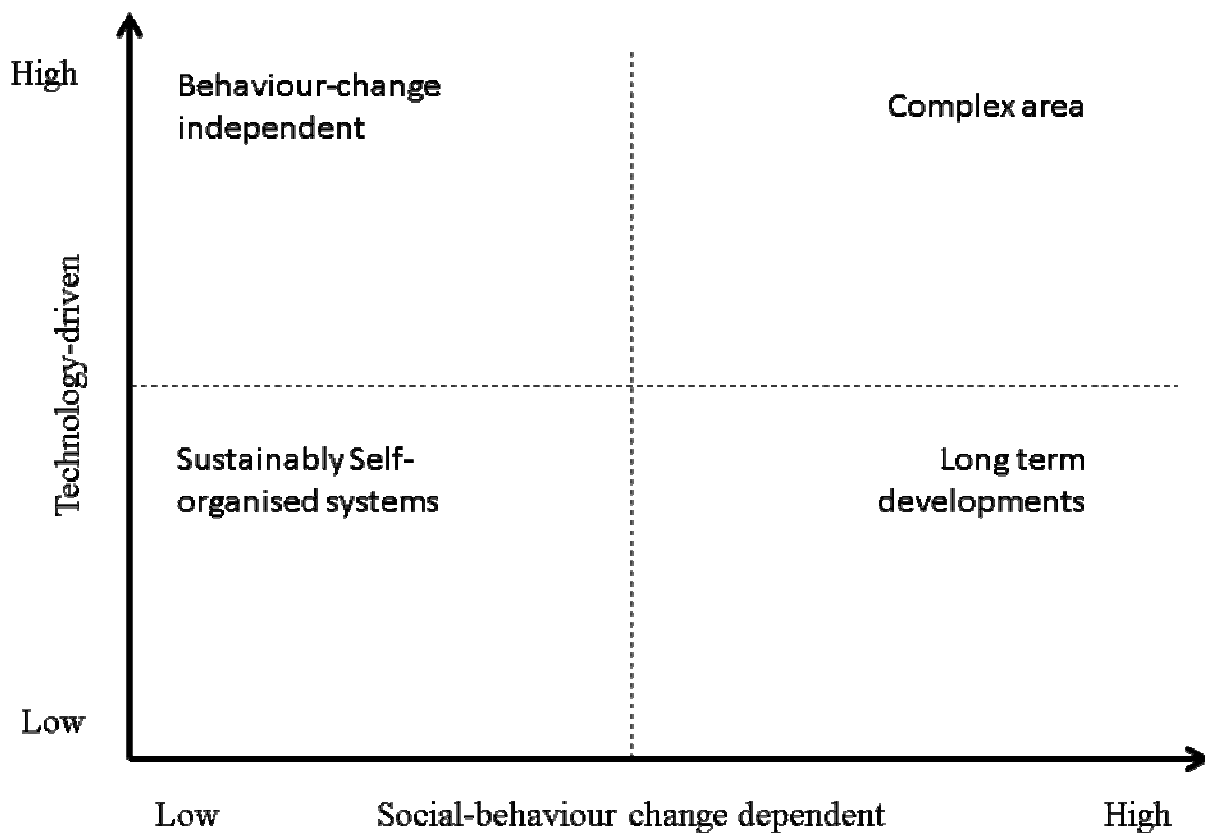 High
Behaviour-change
independent
Complex area
Technology-driven
Sustainably Self-
organised systems
Long term
developments
Low
Low
Social-behaviour change dependent
High